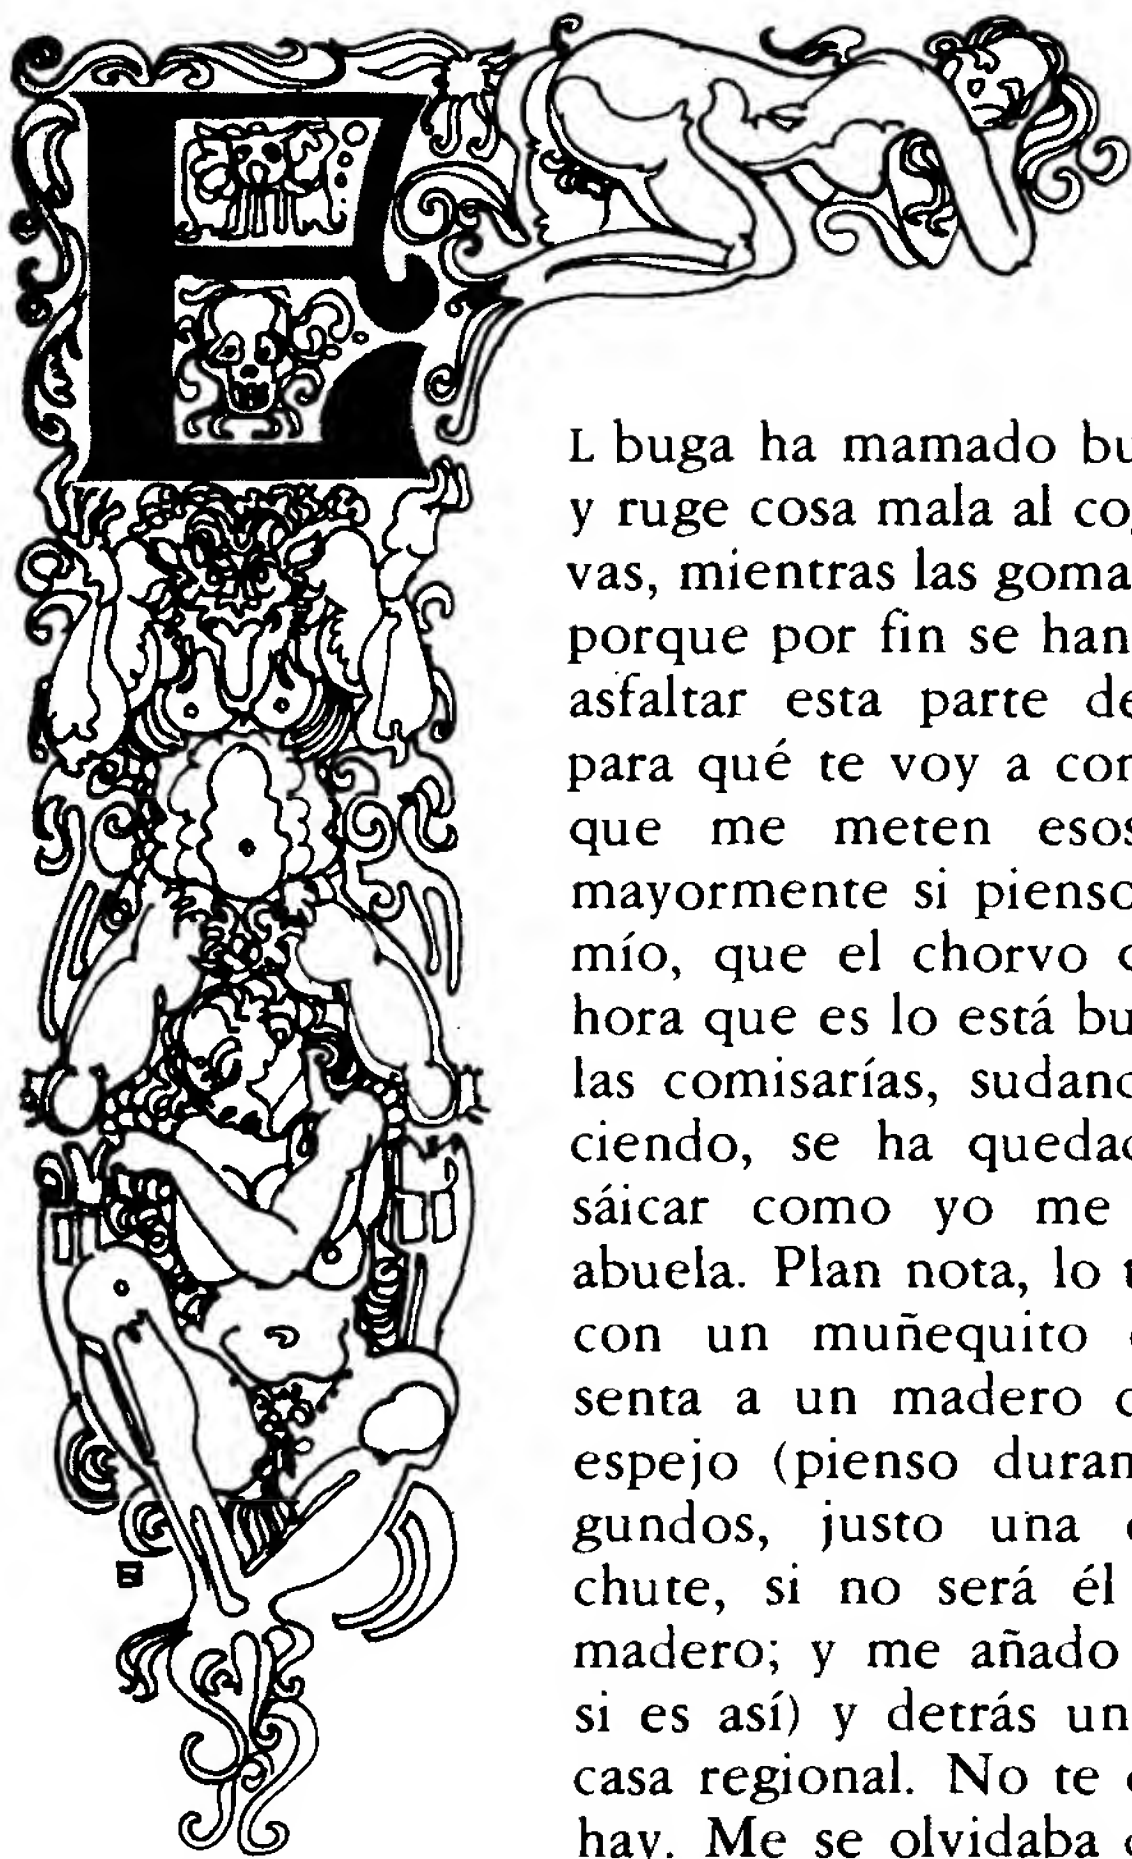 EL buga ha mamado bu
y ruge cosa mala al co
vas, mientras las goma
porque por fin se han
asfaltar esta parte de
para qué te voy a con
que me meten esos
mayormente si pienso
mío, que el chorvo
hora que es lo está bu
las comisarías, sudand
ciendo, se ha quedad
sáicar como yo me
abuela. Plan nota, lo t
con un muñequito
senta a un madero
espejo (pienso duran
gundos, justo una
chute, si no será él
madero; y me añado
si es así) y detrás un
casa regional. No te
hay. Me se olvidaba